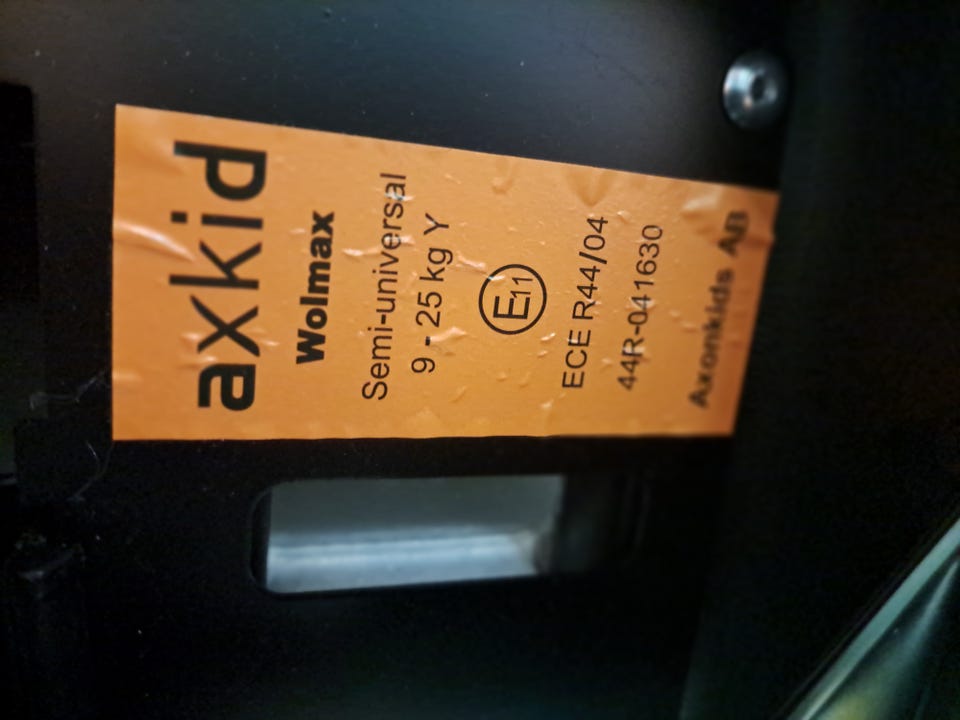 axkid
Wolmax
Semi-universal
9 - 25 kg Y
E11
ECE R44/04
44R-041630
Axonkids AB